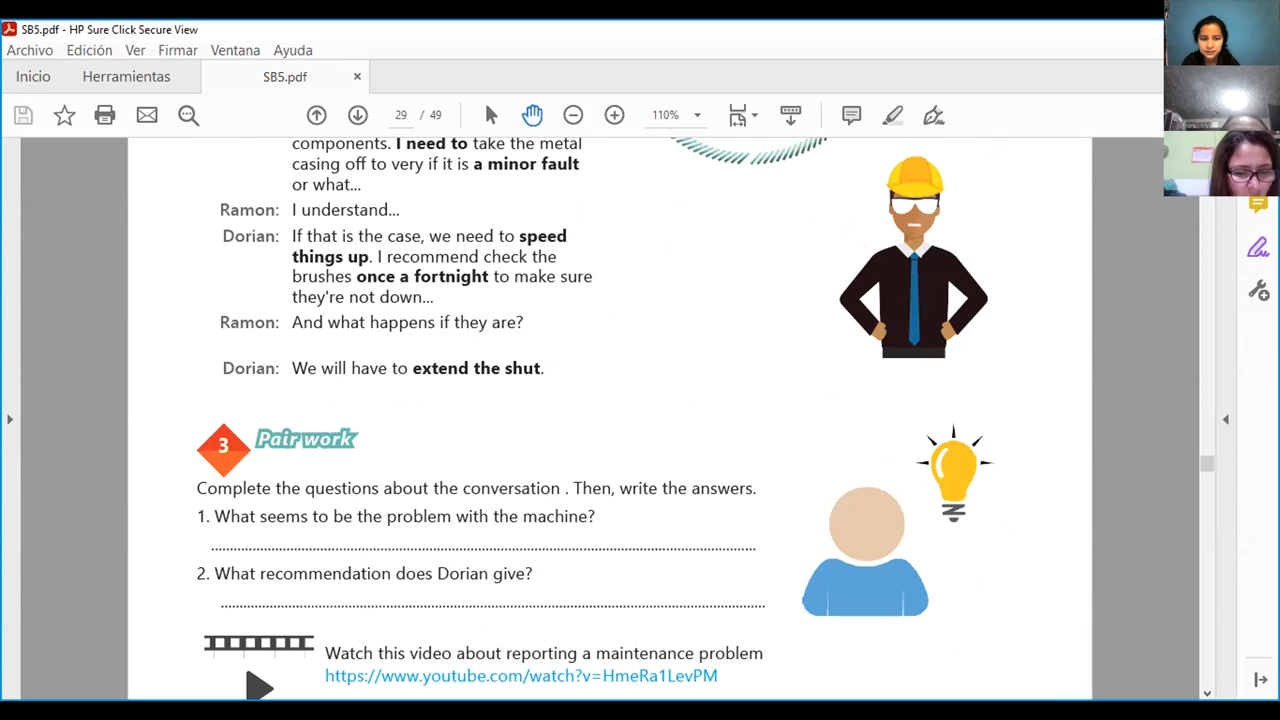 SB5.pdf - HP Sure Click Secure View
Archivo Edición Ver Firmar Ventana Ayuda
Inicio Herramientas SB5.pdf ×
29 / 49 110%
components. I need to take the metal
casing off to very if it is a minor fault
or what...
Ramon: I understand...
Dorian: If that is the case, we need to speed
things up. I recommend check the
brushes once a fortnight to make sure
they're not down...
Ramon: And what happens if they are?
Dorian: We will have to extend the shut.
3 Pair work
Complete the questions about the conversation . Then, write the answers.
1. What seems to be the problem with the machine?
2. What recommendation does Dorian give?
Watch this video about reporting a maintenance problem
https://www.youtube.com/watch?v=HmeRa1LevPM